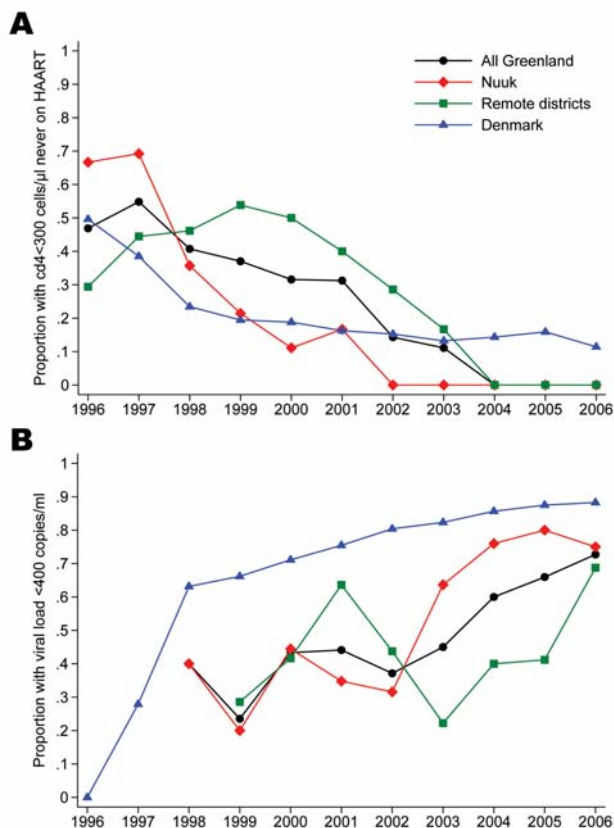 A
Proportion with cd4<300 cells/µl never on HAART
1
.9
.8
.7
.6
.5
.4
.3
.2
.1
0
All Greenland
Nuuk
Remote districts
Denmark
1996 1997 1998 1999 2000 2001 2002 2003 2004 2005 2006
B
Proportion with viral load <400 copies/ml
1
.9
.8
.7
.6
.5
.4
.3
.2
.1
0
1996 1997 1998 1999 2000 2001 2002 2003 2004 2005 2006